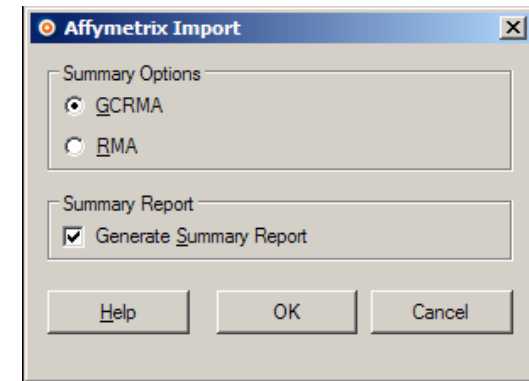 Affymetrix Import
Summary Options
GCRMA
RMA
Summary Report
Generate Summary Report
Help OK Cancel